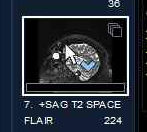 36
7. +SAG T2 SPACE
FLAIR 224